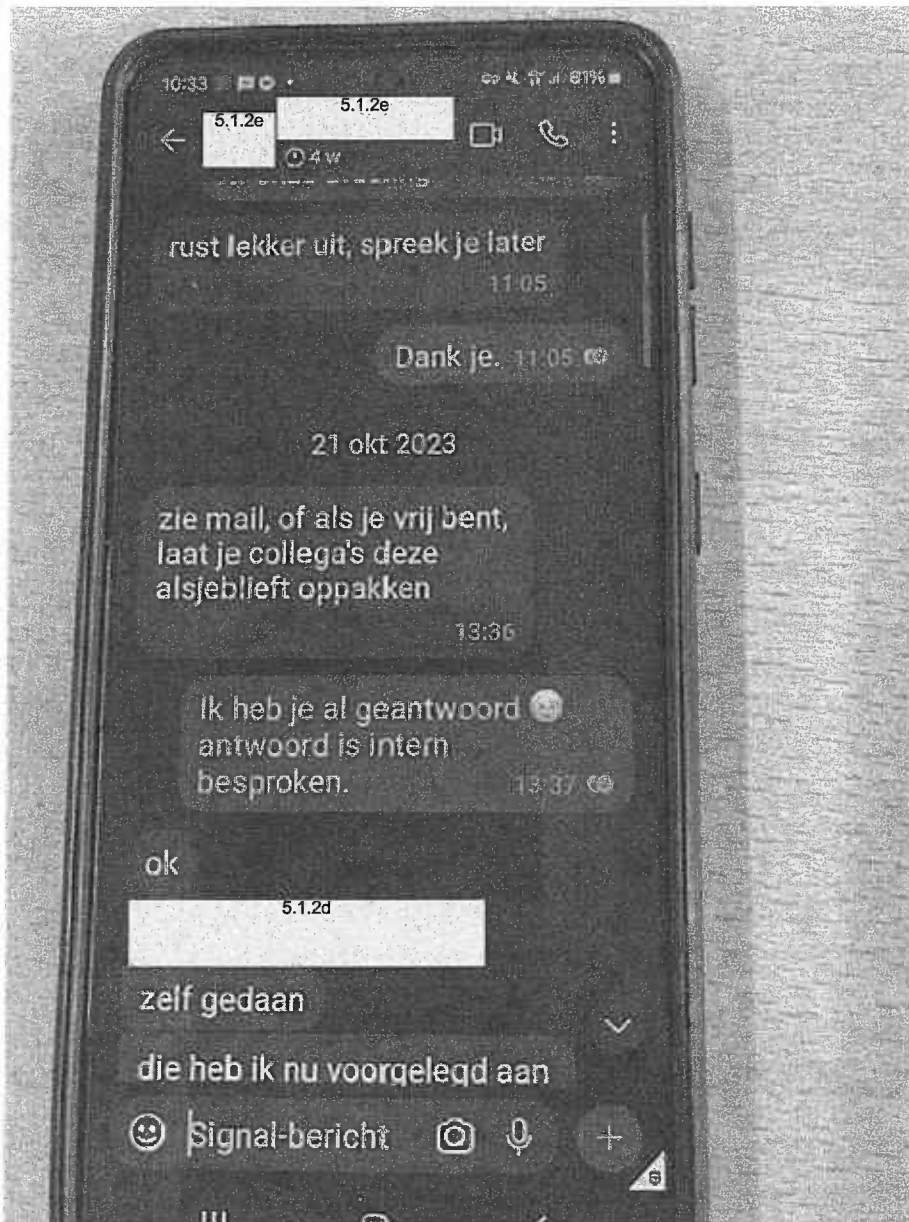 10:33
81%
5.1.2e
5.1.2e
4 w
rust lekker uit, spreek je later
11:05
Dank je. 11:05
21 okt 2023
zie mail, of als je vrij bent,
laat je collega's deze
alsjeblieft oppakken
13:36
Ik heb je al geantwoord
antwoord is intern
besproken.
13:37
ok
5.1.2d
zelf gedaan
die heb ik nu voorgelegd aan
Signal-bericht